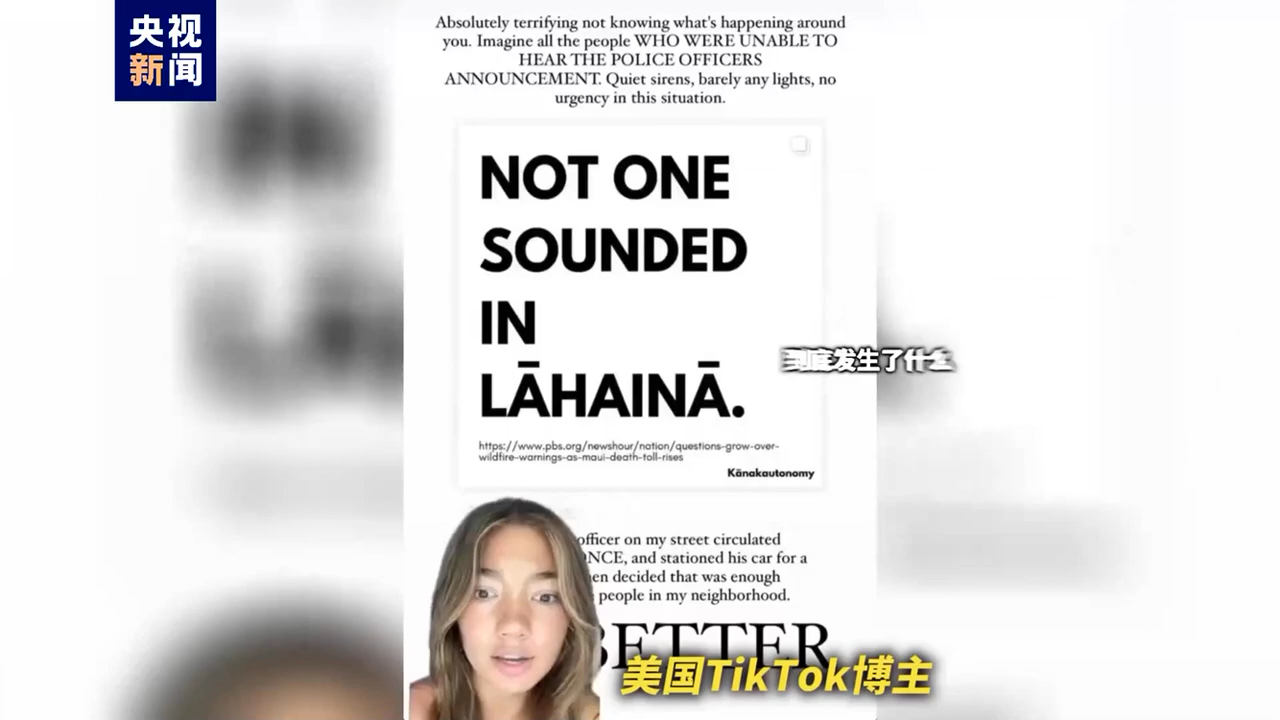 央视
新闻
Absolutely terrifying not knowing what's happening around
you. Imagine all the people WHO WERE UNABLE TO
HEAR THE POLICE OFFICERS
ANNOUNCEMENT. Quiet sirens, barely any lights, no
urgency in this situation.
NOT ONE
SOUNDED
IN
LĀHAINĀ.
https://www.pbs.org/newshour/nation/questions-grow-over-
wildfire-warnings-as-maui-death-toll-rises
Kānakautonomy
到底发生了什么
officer on my street circulated
ONCE, and stationed his car for a
decided that was enough
people in my neighborhood.
BETTER
美国TikTok博主